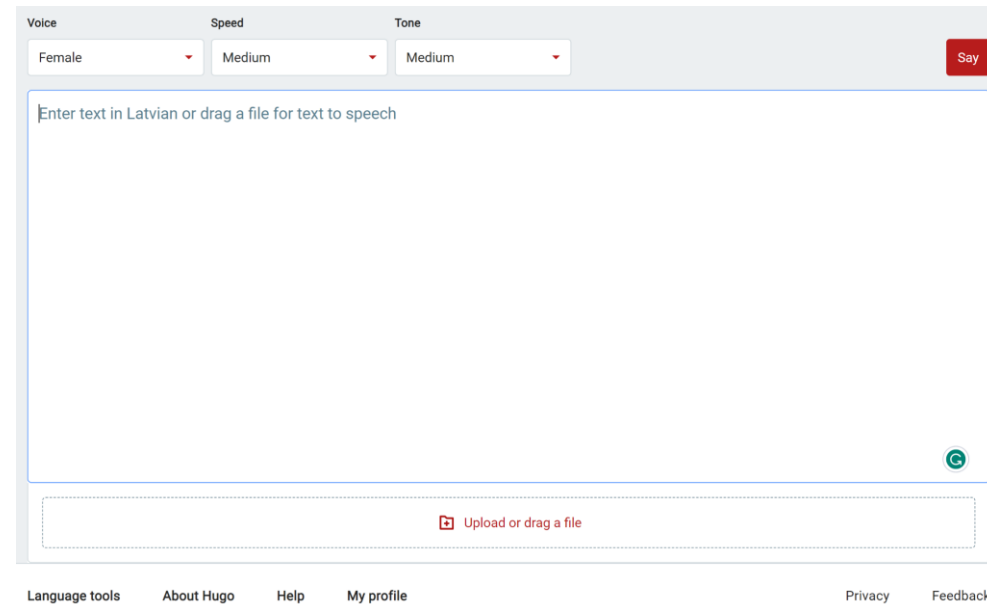 Voice Speed Tone
Female Medium Medium Say
Enter text in Latvian or drag a file for text to speech
Upload or drag a file
Language tools About Hugo Help My profile Privacy Feedback